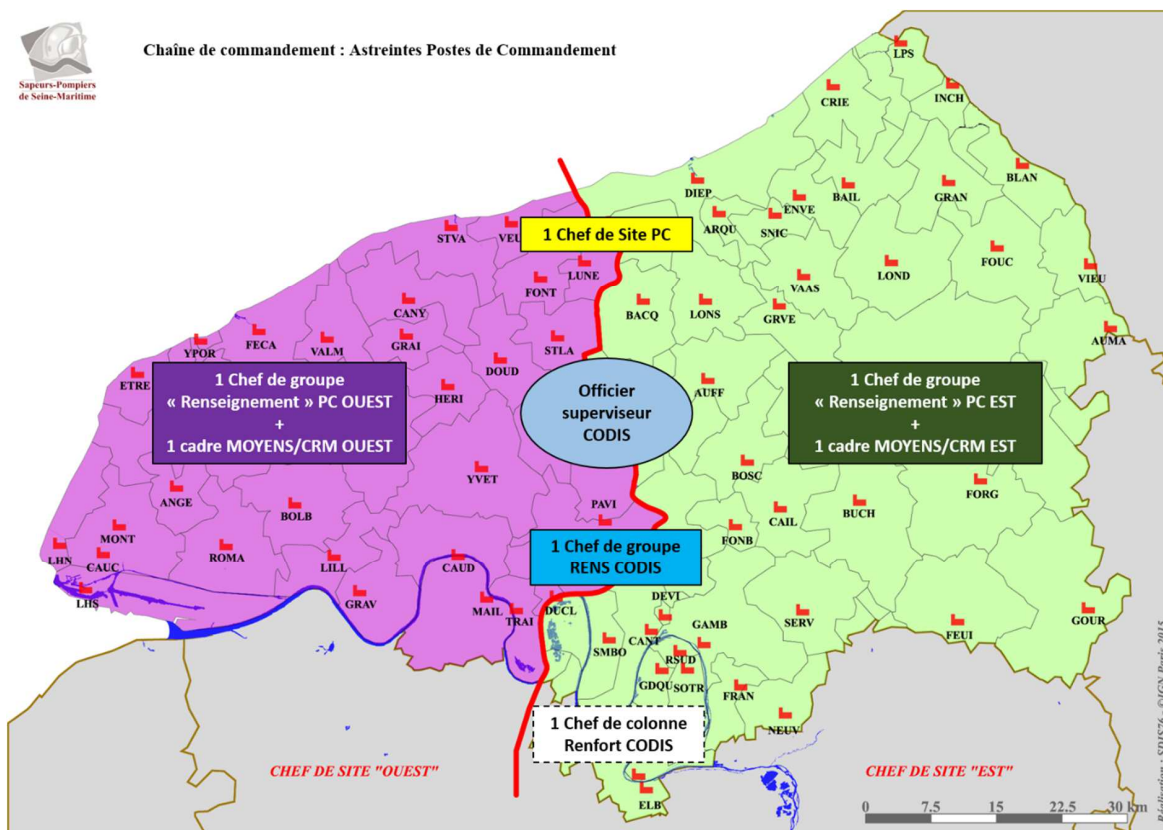 Chaîne de commandement : Astreintes Postes de Commandement
Sapeurs-Pompiers
de Seine-Maritime
LPS
CRIE
INCH
BLAN
DIEP
BAIL
GRAN
ENVE
ARQU
SNIC
STVA
VEU
1 Chef de Site PC
LUNE
FONT
LOND
FOUC
VIEU
VAAS
CANY
BACQ
LONS
GRVE
YPOR
FECA
VALM
GRAI
STLA
AUMA
ETRE
DOUD
HERI
AUFF
1 Chef de groupe
« Renseignement » PC OUEST
+
1 cadre MOYENS/CRM OUEST
Officier
superviseur
CODIS
1 Chef de groupe
« Renseignement » PC EST
+
1 cadre MOYENS/CRM EST
YVET
BOSC
FORG
ANGE
BOLB
PAVI
CAIL
BUCH
MONT
FONB
LHN
CAUC
ROMA
LILL
CAUD
1 Chef de groupe
RENS CODIS
LHS
GRAV
MAIL
TRAI
DUCL
DEVI
SERV
FEUI
GOUR
SMBO
CANT
GAMB
RSUD
GDQU
SOTR
FRAN
NEUV
1 Chef de colonne
Renfort CODIS
CHEF DE SITE "OUEST"
CHEF DE SITE "EST"
ELB
0 7.5 15 22.5 30 km
Réalisation : SDIS76 - ©IGN Paris 2015